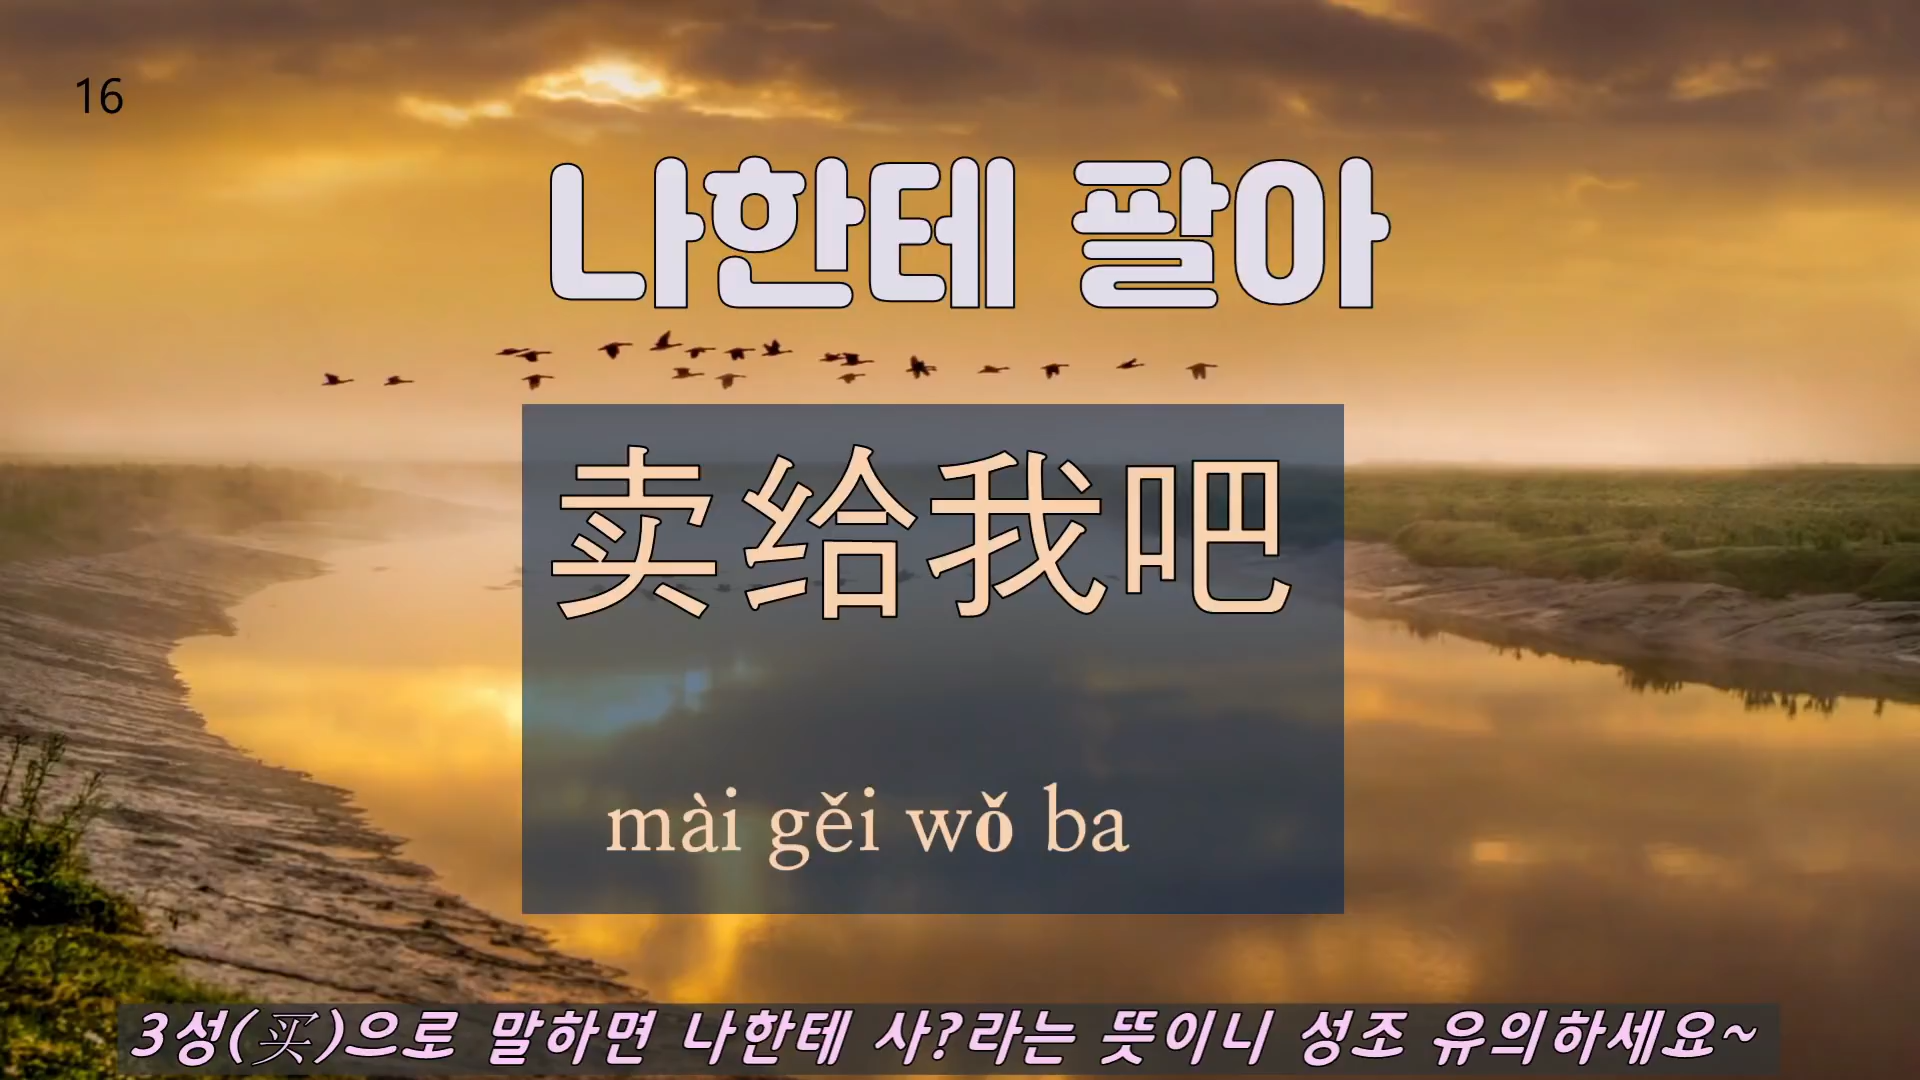 16
나한테 팔아
卖给我吧
mài gěi wǒ ba
3성(买)으로 말하면 나한테 사?라는 뜻이니 성조 유의하세요~